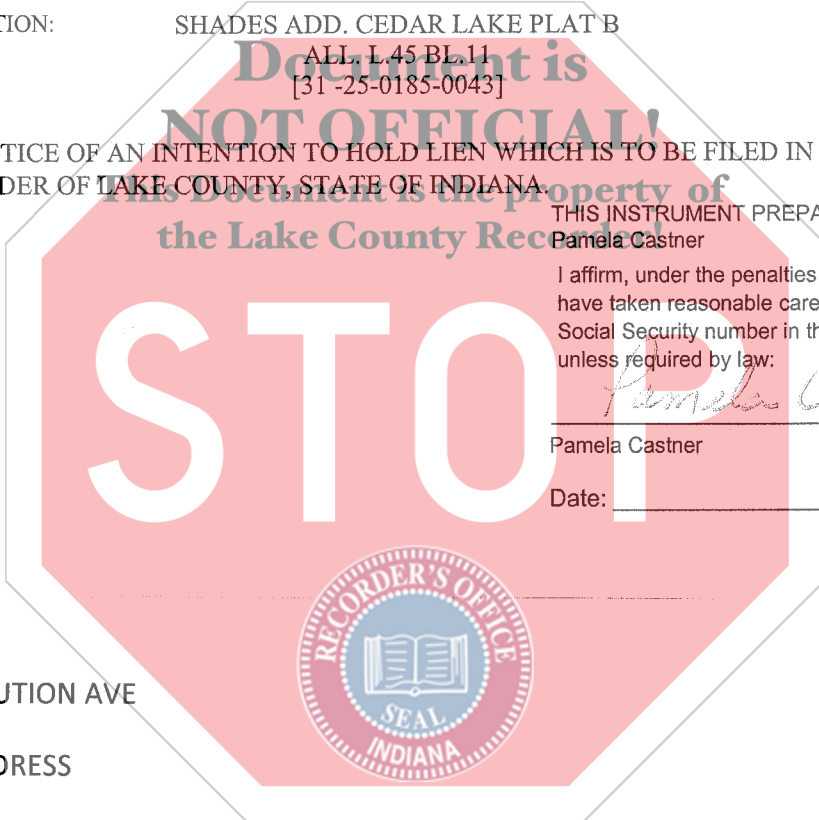 TION: SHADES ADD. CEDAR LAKE PLAT B
ALL. L.45 BL.11
[31 -25-0185-0043]
Document is
NOT OFFICIAL!
TICE OF AN INTENTION TO HOLD LIEN WHICH IS TO BE FILED IN
DER OF LAKE COUNTY, STATE OF INDIANA.
This Document is the property of
the Lake County Recorder!
THIS INSTRUMENT PREPA
Pamela Castner
I affirm, under the penalties
have taken reasonable care
Social Security number in th
unless required by law:
Pamela C
Pamela Castner
Date:
STOP
RECORDER'S OFFICE
SEAL
INDIANA
UTION AVE
DRESS